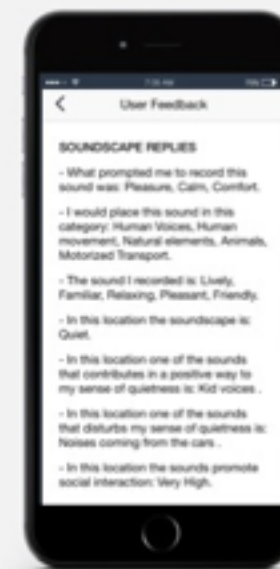 User Feedback
SOUNDSCAPE REPLIES
- What prompted me to record this
sound was: Pleasure, Calm, Comfort.
- I would place this sound in this
category: Human Voices, Human
movement, Natural elements, Animals,
Motorized Transport.
- The sound I recorded is: Lively,
Familiar, Relaxing, Pleasant, Friendly.
- In this location the soundscape is:
Quiet.
- In this location one of the sounds
that contributes in a positive way to
my sense of quietness is: Kid voices .
- In this location one of the sounds
that disturbs my sense of quietness is:
Noises coming from the cars .
- In this location the sounds promote
social interaction: Very High.